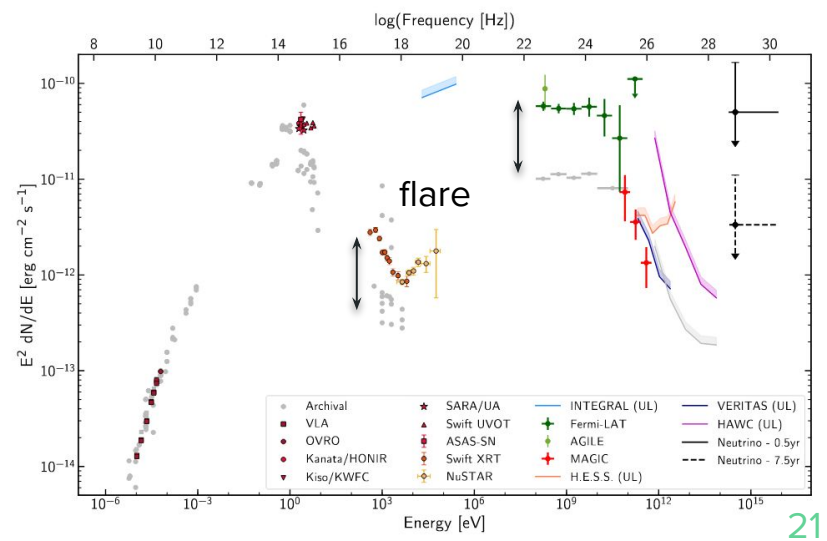 log(Frequency [Hz])
8 10 12 14 16 18 20 22 24 26 28 30
E² dN/dE [erg cm⁻² s⁻¹]
10⁻¹⁰
10⁻¹¹
10⁻¹²
10⁻¹³
10⁻¹⁴
flare
Archival
VLA
OVRO
Kanata/HONIR
Kiso/KWFC
SARA/UA
Swift UVOT
ASAS-SN
Swift XRT
NuSTAR
INTEGRAL (UL)
Fermi-LAT
AGILE
MAGIC
H.E.S.S. (UL)
VERITAS (UL)
HAWC (UL)
Neutrino - 0.5yr
Neutrino - 7.5yr
10⁻⁶ 10⁻³ 10⁰ 10³ 10⁶ 10⁹ 10¹² 10¹⁵
Energy [eV]
21